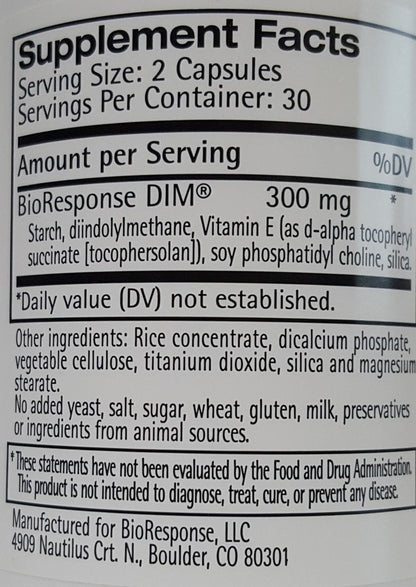 Supplement Facts
Serving Size: 2 Capsules
Servings Per Container: 30
Amount per Serving %DV
BioResponse DIM® 300 mg *
Starch, diindolylmethane, Vitamin E (as d-alpha tocopheryl
succinate [tocophersolan]), soy phosphatidyl choline, silica.
*Daily value (DV) not established.
Other ingredients: Rice concentrate, dicalcium phosphate,
vegetable cellulose, titanium dioxide, silica and magnesium
stearate.
No added yeast, salt, sugar, wheat, gluten, milk, preservatives
or ingredients from animal sources.
*These statements have not been evaluated by the Food and Drug Administration.
This product is not intended to diagnose, treat, cure, or prevent any disease.
Manufactured for BioResponse, LLC
4909 Nautilus Crt. N., Boulder, CO 80301